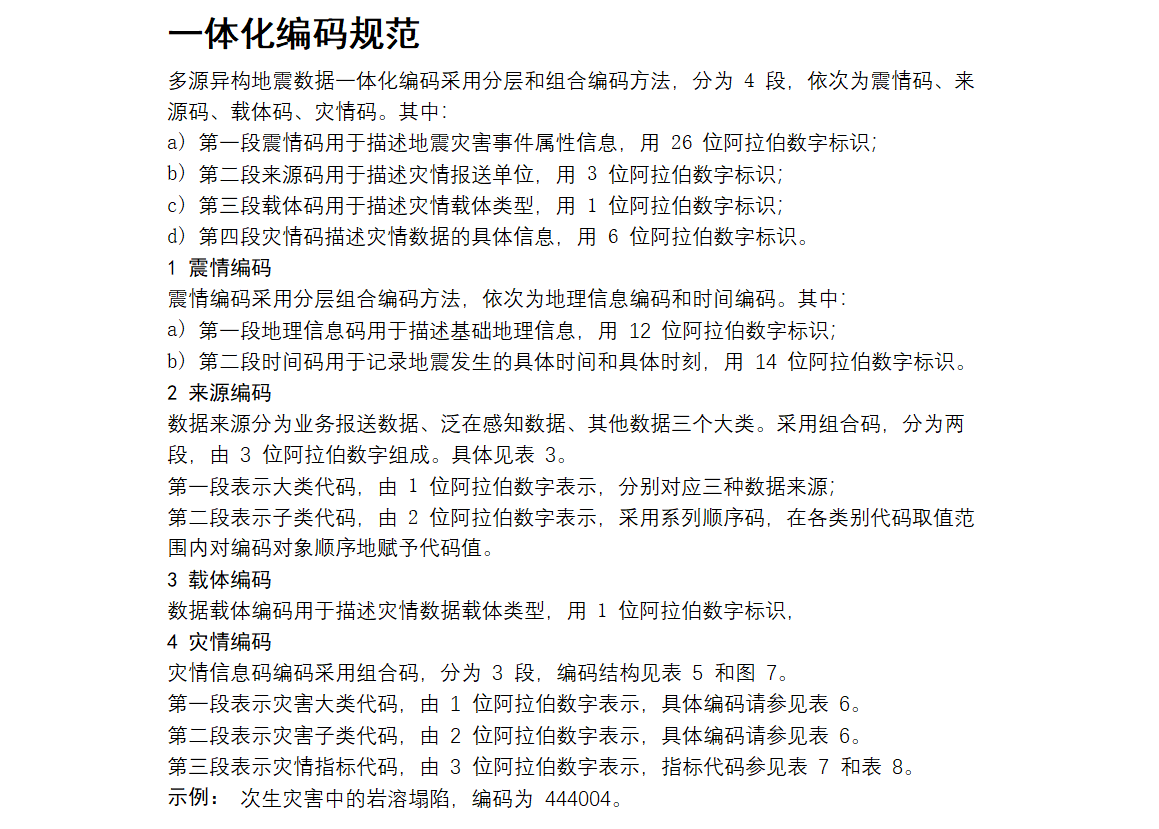 一体化编码规范
多源异构地震数据一体化编码采用分层和组合编码方法，分为 4 段，依次为震情码、来
源码、载体码、灾情码。其中：
a) 第一段震情码用于描述地震灾害事件属性信息，用 26 位阿拉伯数字标识；
b) 第二段来源码用于描述灾情报送单位，用 3 位阿拉伯数字标识；
c) 第三段载体码用于描述灾情载体类型，用 1 位阿拉伯数字标识；
d) 第四段灾情码描述灾情数据的具体信息，用 6 位阿拉伯数字标识。
1 震情编码
震情编码采用分层组合编码方法，依次为地理信息编码和时间编码。其中：
a) 第一段地理信息码用于描述基础地理信息，用 12 位阿拉伯数字标识；
b) 第二段时间码用于记录地震发生的具体时间和具体时刻，用 14 位阿拉伯数字标识。
2 来源编码
数据来源分为业务报送数据、泛在感知数据、其他数据三个大类。采用组合码，分为两
段，由 3 位阿拉伯数字组成。具体见表 3。
第一段表示大类代码，由 1 位阿拉伯数字表示，分别对应三种数据来源；
第二段表示子类代码，由 2 位阿拉伯数字表示，采用系列顺序码，在各类别代码取值范
围内对编码对象顺序地赋予代码值。
3 载体编码
数据载体编码用于描述灾情数据载体类型，用 1 位阿拉伯数字标识，
4 灾情编码
灾情信息码编码采用组合码，分为 3 段，编码结构见表 5 和图 7。
第一段表示灾害大类代码，由 1 位阿拉伯数字表示，具体编码请参见表 6。
第二段表示灾害子类代码，由 2 位阿拉伯数字表示，具体编码请参见表 6。
第三段表示灾情指标代码，由 3 位阿拉伯数字表示，指标代码参见表 7 和表 8。
示例： 次生灾害中的岩溶塌陷，编码为 444004。